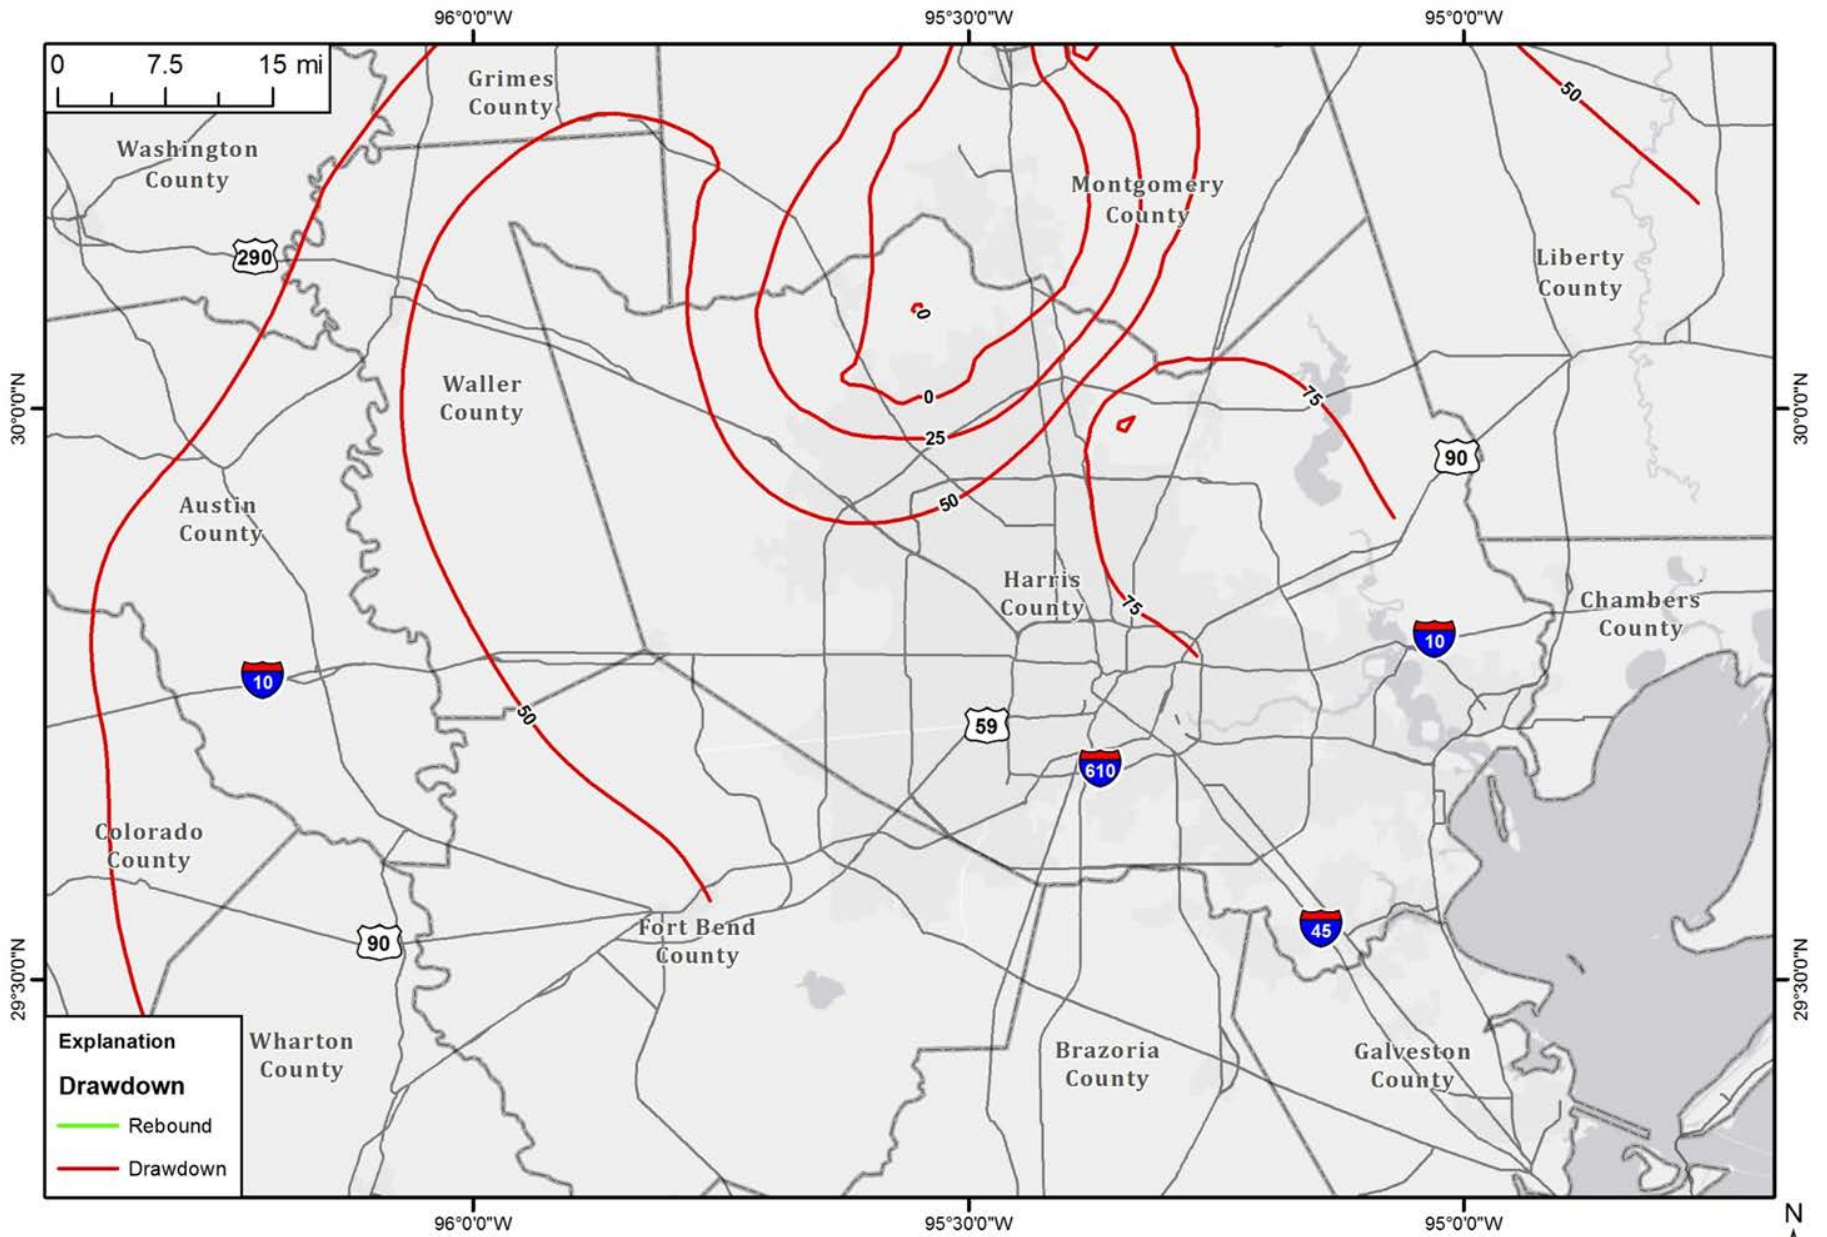 96°0'0"W
95°30'0"W
95°0'0"W
0
7.5
15 mi
Grimes
County
50
Washington
County
Montgomery
County
290
Liberty
County
0
30°0'0"N
Waller
County
0
75
30°0'0"N
25
90
50
Austin
County
Harris
County
75
Chambers
County
10
10
50
59
610
Colorado
County
90
Fort Bend
County
45
29°30'0"N
29°30'0"N
Explanation
Drawdown
Rebound
Drawdown
Wharton
County
Brazoria
County
Galveston
County
96°0'0"W
95°30'0"W
95°0'0"W
N